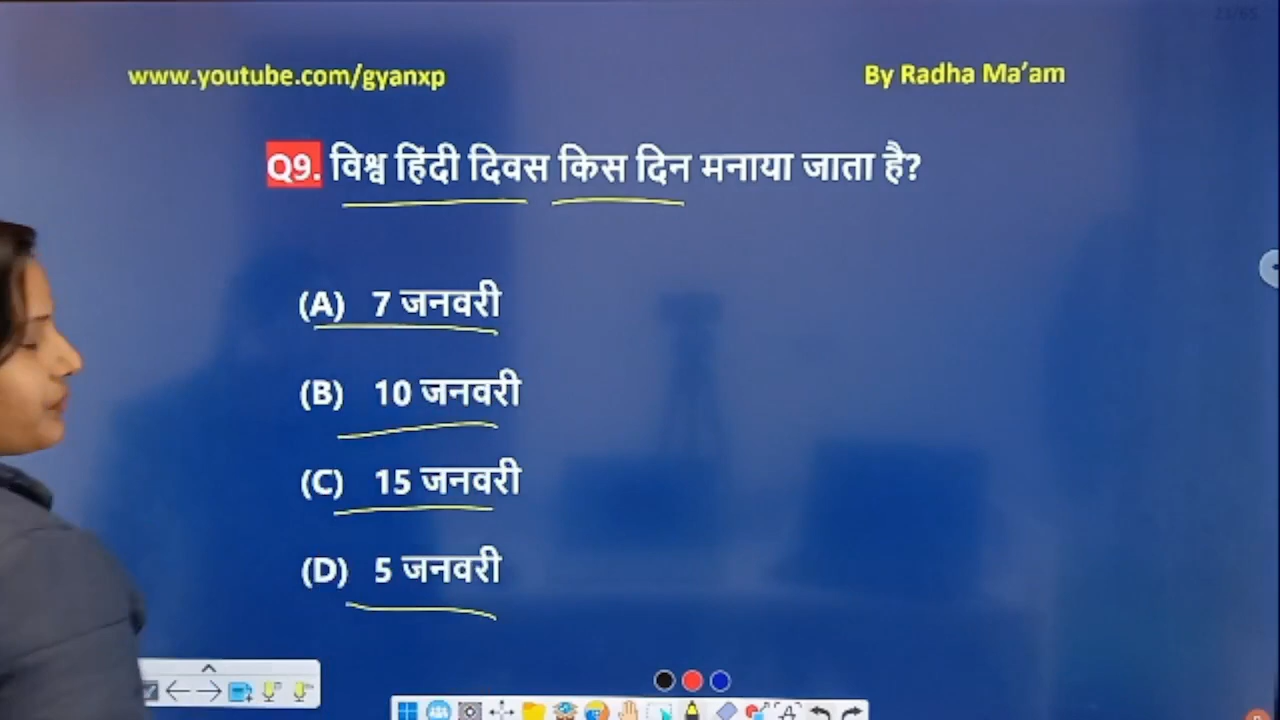 www.youtube.com/gyanxp
By Radha Ma'am
Q9. विश्व हिंदी दिवस किस दिन मनाया जाता है?
(A) 7 जनवरी
(B) 10 जनवरी
(C) 15 जनवरी
(D) 5 जनवरी